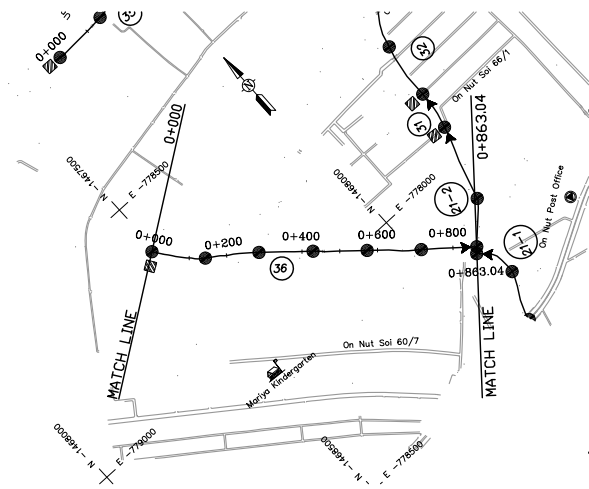 35
0+000
32
N
On Nut Soi 66/1
31
0+000
0+863.04
N -1467500
E -778500
N -1468000
E -778000
21-2
On Nut Post Office
21-1
0+000
0+200
0+400
0+600
0+800
36
0+863.04
MATCH LINE
MATCH LINE
On Nut Soi 60/7
Mariya Kindergarten
N -1468000
E -779000
N -1468500
E -778500